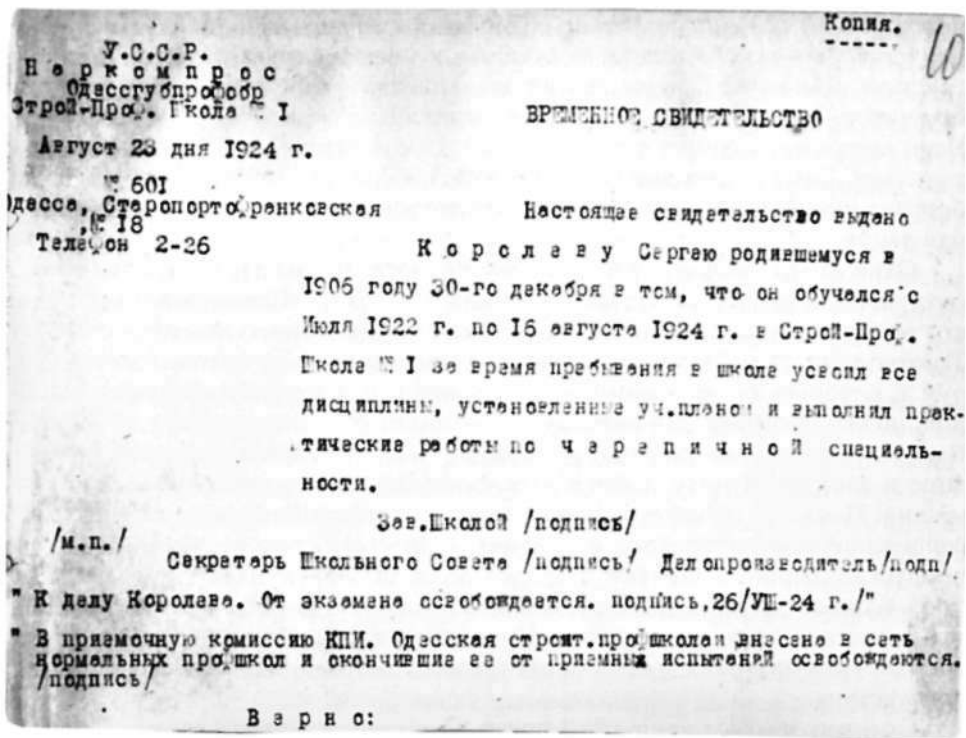 Копия.
У.С.С.Р.
Наркомпрос
Одессгубпрофобр
Строй-Проф. Школа № I
Август 23 дня 1924 г.
№ 601
Одесса, Старопортофранковская
№ 18
Телефон 2-26
ВРЕМЕННОЕ СВИДЕТЕЛЬСТВО
Настоящее свидетельство выдано
Королеву Сергею родившемуся в
1906 году 30-го декабря в том, что он обучался с
Июля 1922 г. по 16 августа 1924 г. в Строй-Проф.
Школа № I за время пребывания в школе усвоил все
дисциплины, установленные уч.планом и выполнил прак-
тические работы по черепичной специаль-
ности.
Зав.Школой /подпись/
/м.п./
Секретарь Школьного Совета /подпись/ Делопроизводитель/подп/
" К делу Королева. От экзамена освобождается. подпись,26/УШ-24 г./"
" В приемочную комиссию КПИ. Одесская строит.профшколаи внесена в сеть
нормальных профшкол и окончившие ее от приемных испытаний освобождаются.
/подпись/
Верно: